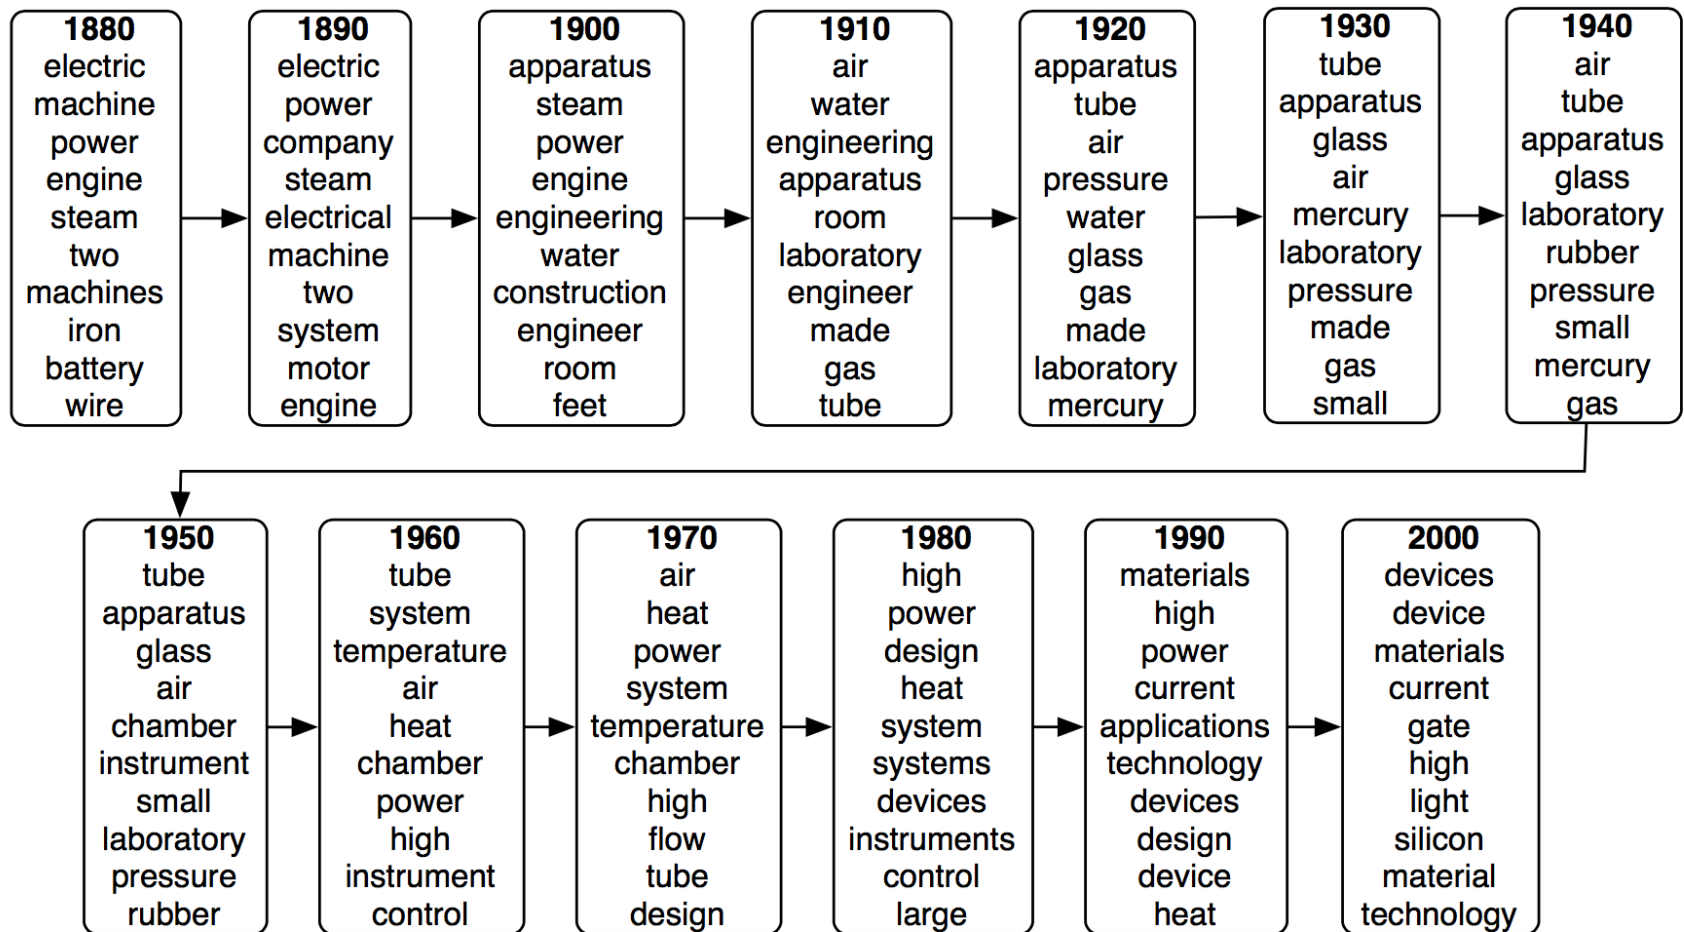 1880
electric
machine
power
engine
steam
two
machines
iron
battery
wire
1890
electric
power
company
steam
electrical
machine
two
system
motor
engine
1900
apparatus
steam
power
engine
engineering
water
construction
engineer
room
feet
1910
air
water
engineering
apparatus
room
laboratory
engineer
made
gas
tube
1920
apparatus
tube
air
pressure
water
glass
gas
made
laboratory
mercury
1930
tube
apparatus
glass
air
mercury
laboratory
pressure
made
gas
small
1940
air
tube
apparatus
glass
laboratory
rubber
pressure
small
mercury
gas
1950
tube
apparatus
glass
air
chamber
instrument
small
laboratory
pressure
rubber
1960
tube
system
temperature
air
heat
chamber
power
high
instrument
control
1970
air
heat
power
system
temperature
chamber
high
flow
tube
design
1980
high
power
design
heat
system
systems
devices
instruments
control
large
1990
materials
high
power
current
applications
technology
devices
design
device
heat
2000
devices
device
materials
current
gate
high
light
silicon
material
technology